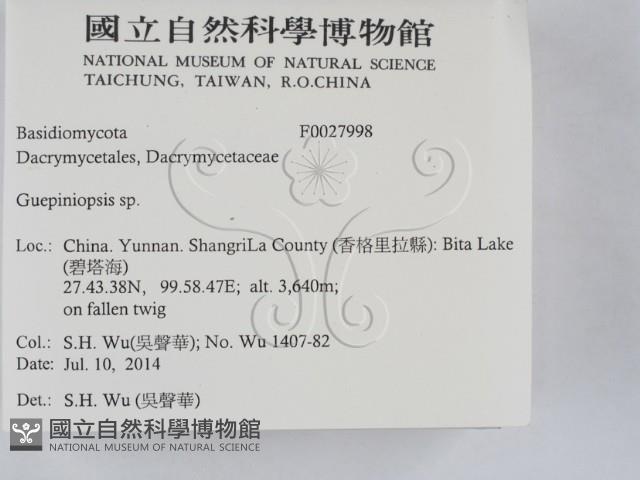 國立自然科學博物館
NATIONAL MUSEUM OF NATURAL SCIENCE
TAICHUNG, TAIWAN, R.O.CHINA
Basidiomycota F0027998
Dacrymycetales, Dacrymycetaceae
Guepiniopsis sp.
Loc.: China. Yunnan. ShangriLa County (香格里拉縣): Bita Lake
(碧塔海)
27.43.38N, 99.58.47E; alt. 3,640m;
on fallen twig
Col.: S.H. Wu(吳聲華); No. Wu 1407-82
Date: Jul. 10, 2014
Det.: S.H. Wu (吳聲華)
國立自然科學博物館
NATIONAL MUSEUM OF NATURAL SCIENCE